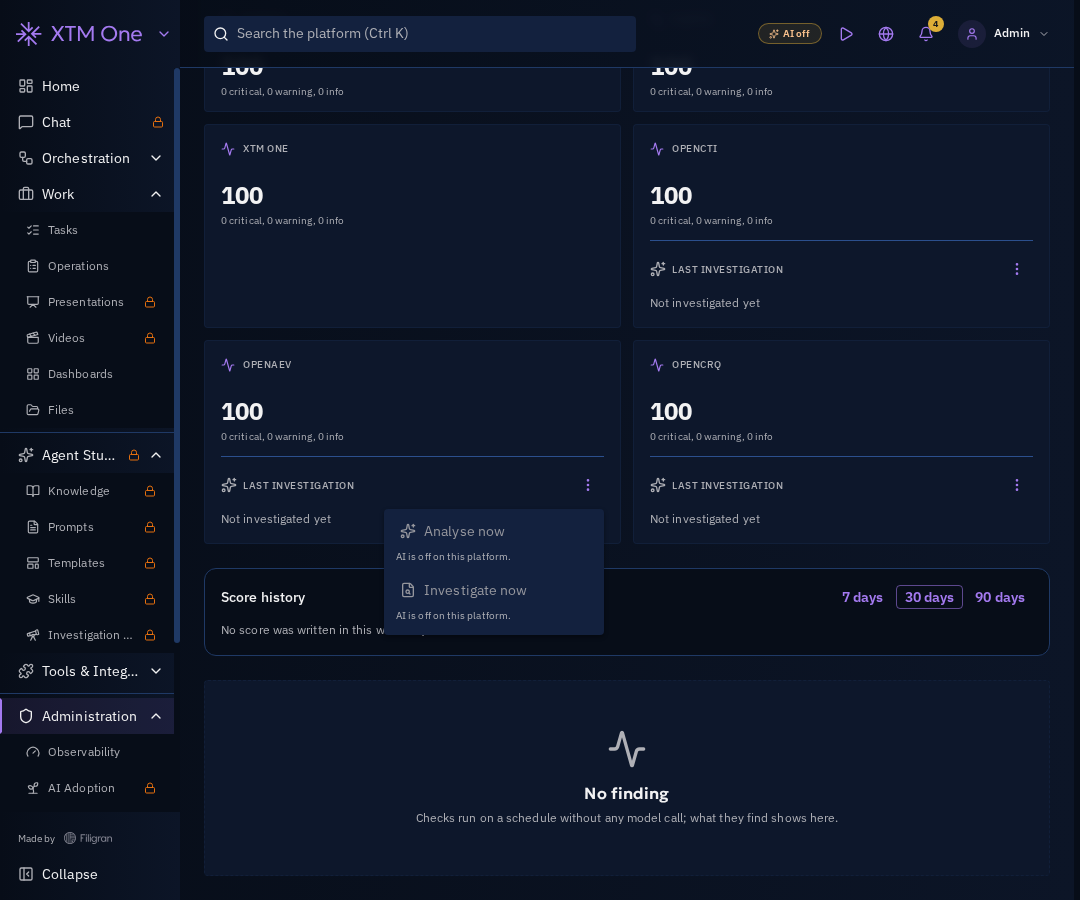 XTM One
Search the platform (Ctrl K)
AI off
4
Admin
Home
Chat
Orchestration
Work
Tasks
Operations
Presentations
Videos
Dashboards
Files
Agent Stu...
Knowledge
Prompts
Templates
Skills
Investigation ...
Tools & Integ...
Administration
Observability
AI Adoption
Made by Filigran
Collapse
100
0 critical, 0 warning, 0 info
100
0 critical, 0 warning, 0 info
XTM ONE
100
0 critical, 0 warning, 0 info
OPENCTI
100
0 critical, 0 warning, 0 info
LAST INVESTIGATION
Not investigated yet
OPENAEV
100
0 critical, 0 warning, 0 info
LAST INVESTIGATION
Not investigated yet
OPENCRQ
100
0 critical, 0 warning, 0 info
LAST INVESTIGATION
Not investigated yet
Analyse now
AI is off on this platform.
Investigate now
AI is off on this platform.
Score history
7 days
30 days
90 days
No score was written in this
No finding
Checks run on a schedule without any model call; what they find shows here.